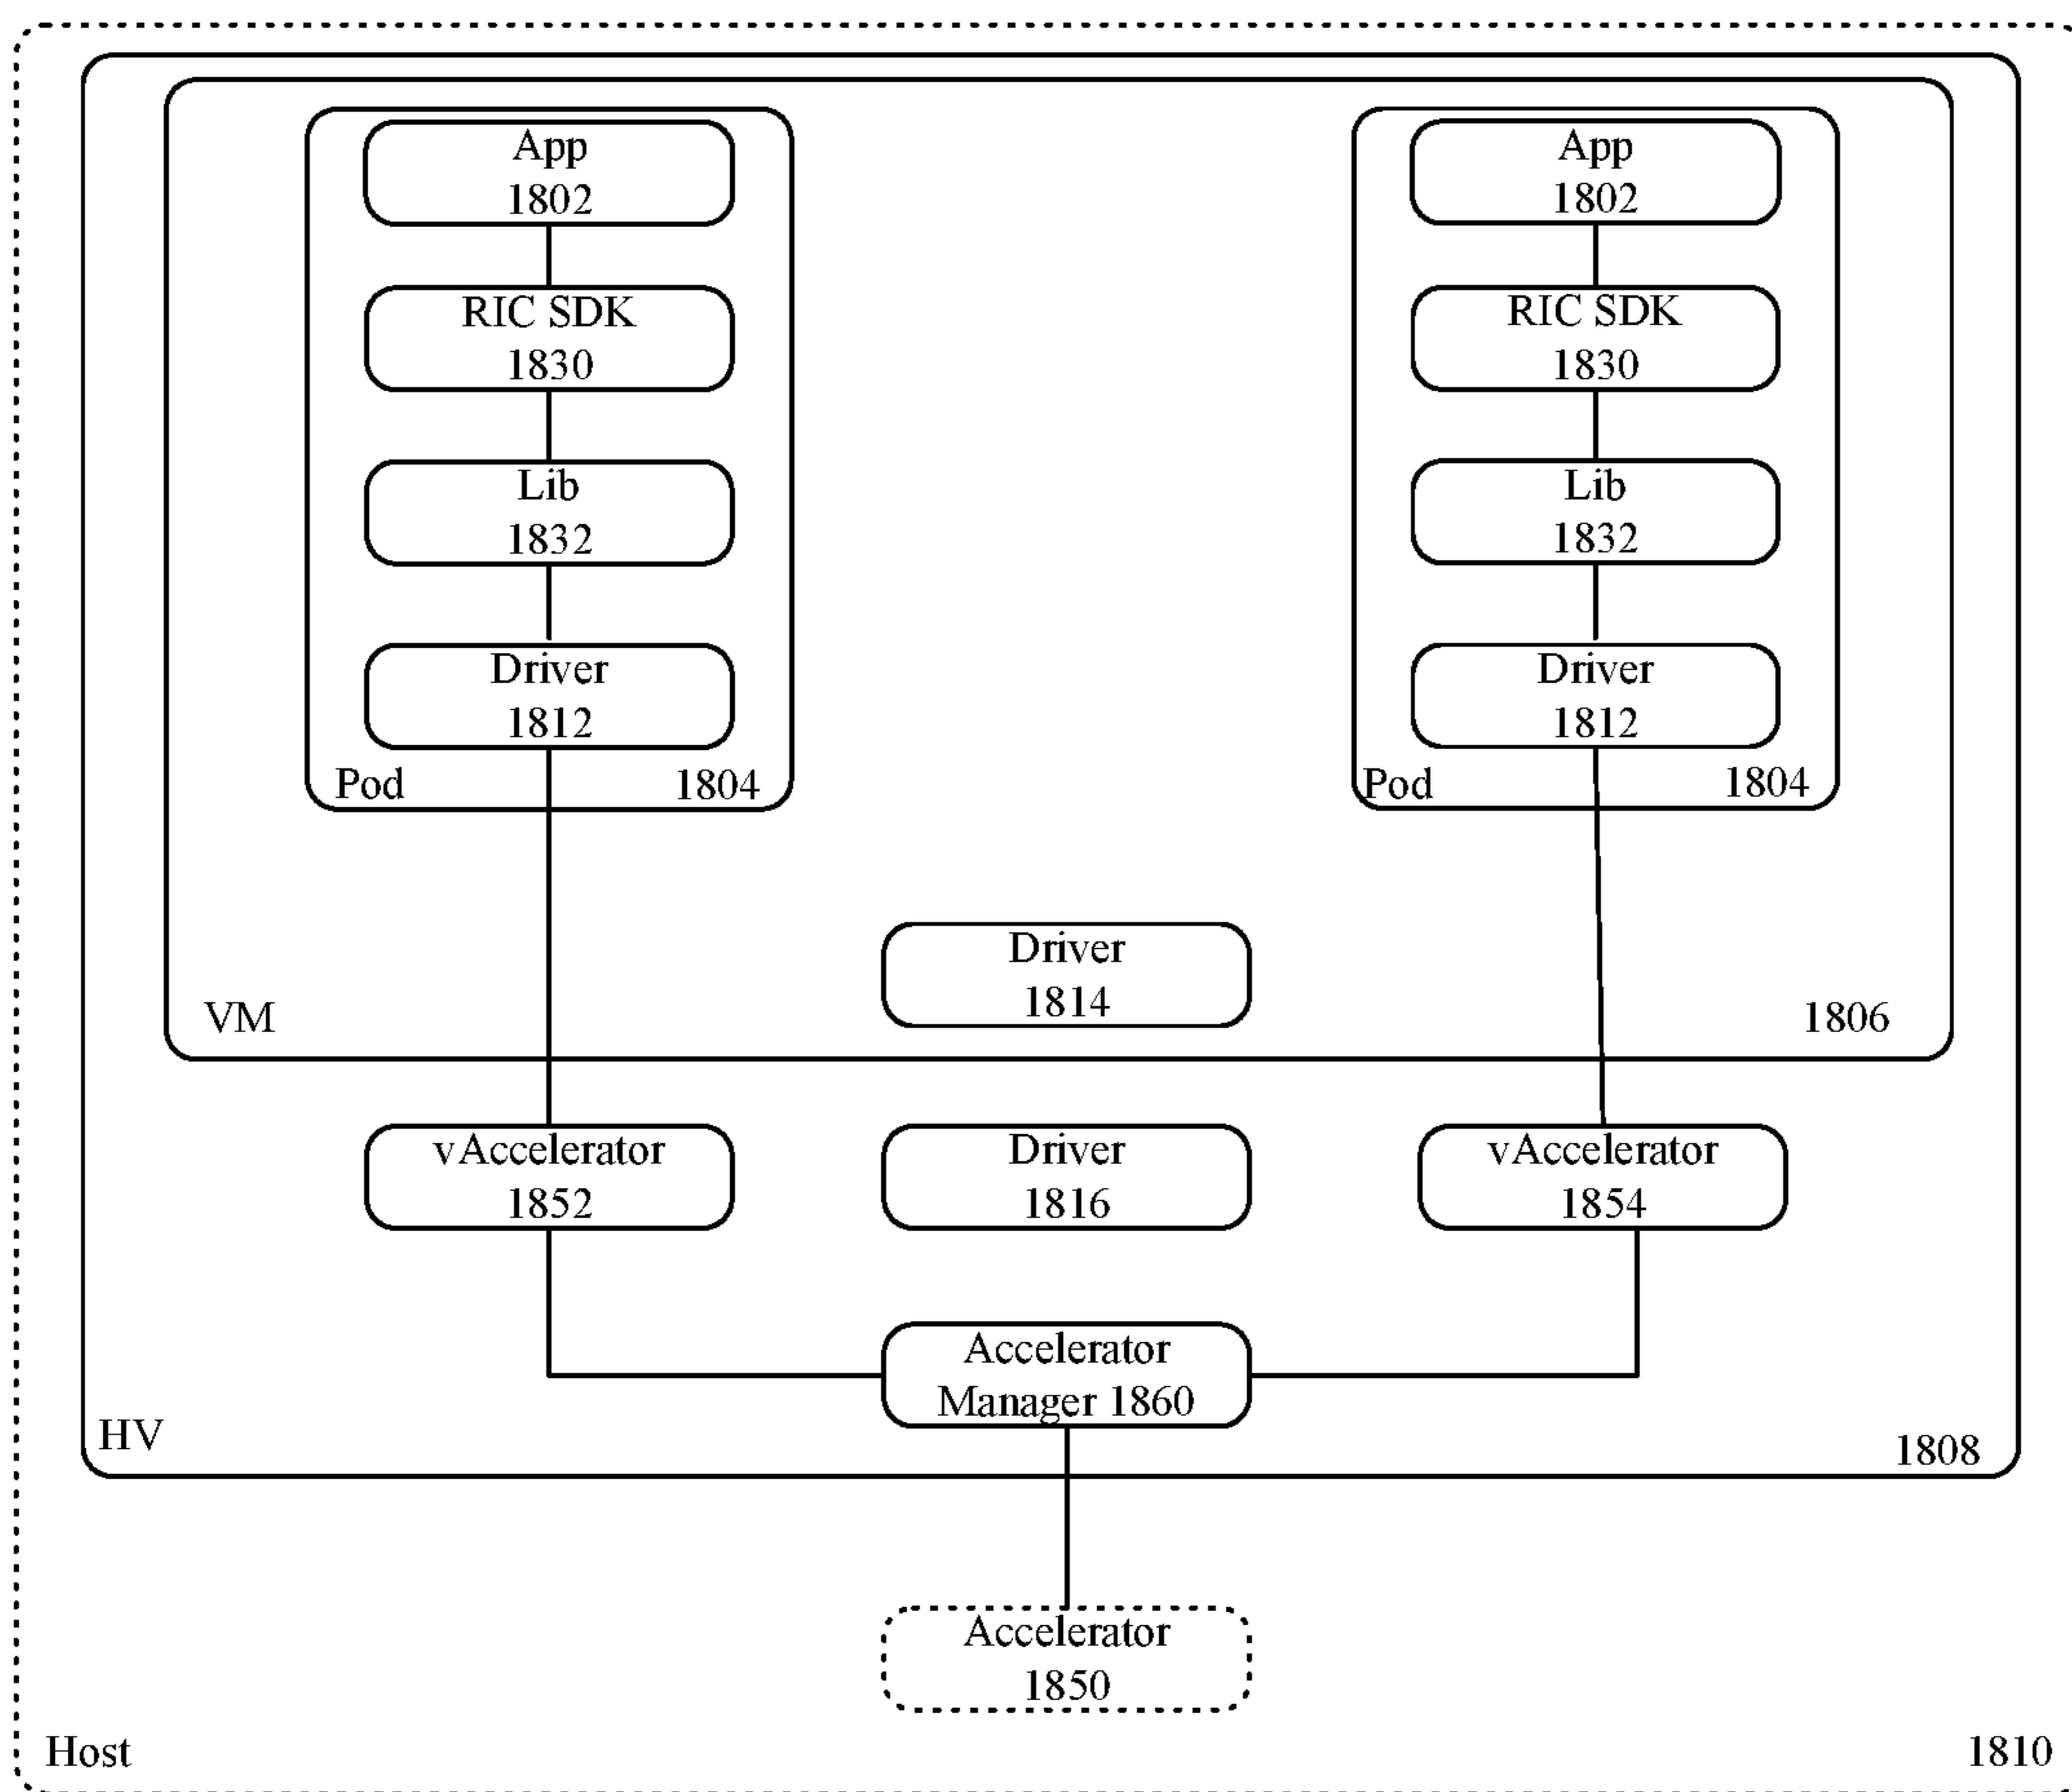 App
1802
App
1802
RIC SDK
1830
RIC SDK
1830
Lib
1832
Lib
1832
Driver
1812
Driver
1812
Pod 1804
Pod 1804
Driver
1814
VM
1806
vAccelerator
1852
Driver
1816
vAccelerator
1854
Accelerator
Manager 1860
HV
1808
Accelerator
1850
Host
1810